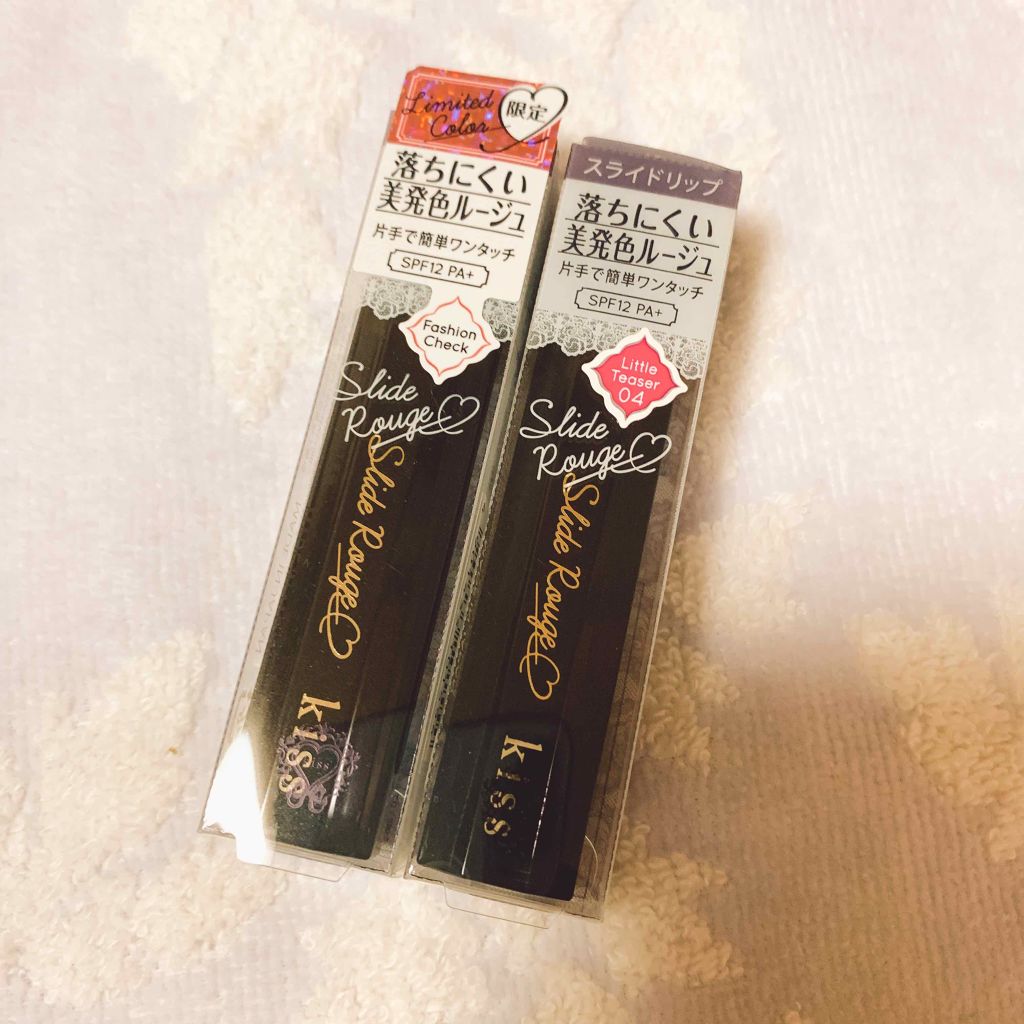 Limited
Color
限定
落ちにくい
美発色ルージュ
片手で簡単ワンタッチ
SPF12 PA+
Fashion
Check
Slide
Rouge
Slide Rouge
kiss
スライドリップ
落ちにくい
美発色ルージュ
片手で簡単ワンタッチ
SPF12 PA+
Little
Teaser
04
Slide
Rouge
Slide Rouge
kiss